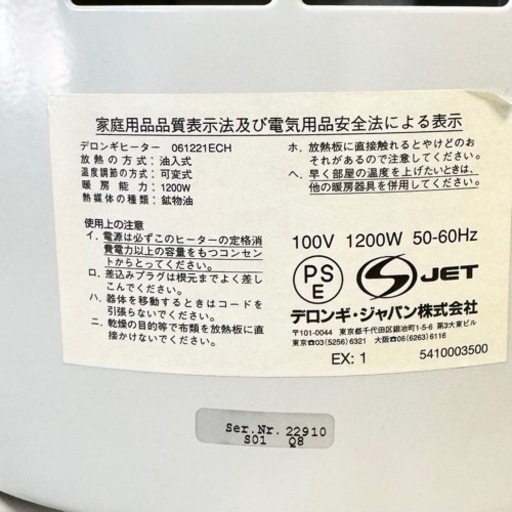 家庭用品品質表示法及び電気用品安全法による表示
デロンギヒーター 061221ECH
放熱の方式：油入式
温度調節の方式：可変式
暖房能力：1200W
熱媒体の種類：鉱物油
使用上の注意
イ．電源は必ずこのヒーターの定格消
費電力以上の容量をもつコンセン
トからとってください。
ロ．差込みプラグは根元までよく差し
こんでください。
ハ．器体を移動するときはコードを
引張らないでください。
ニ．乾燥の目的等で布類を放熱板に直
接かけないでください。
ホ．放熱板に直接触れるとやけどのお
それがあるので注意してください。
ヘ．早く部屋の温度を上げたいときは、
他の暖房器具を併用してください。
100V 1200W 50-60Hz
PS
E
S JET
デロンギ・ジャパン株式会社
〒101-0044 東京都千代田区鍛冶町1-5-6 第3大東ビル
東京☎03(5256)6321 大阪☎06(6263)6116
EX: 1 5410003500
Ser.Nr. 22910
S01 Q8